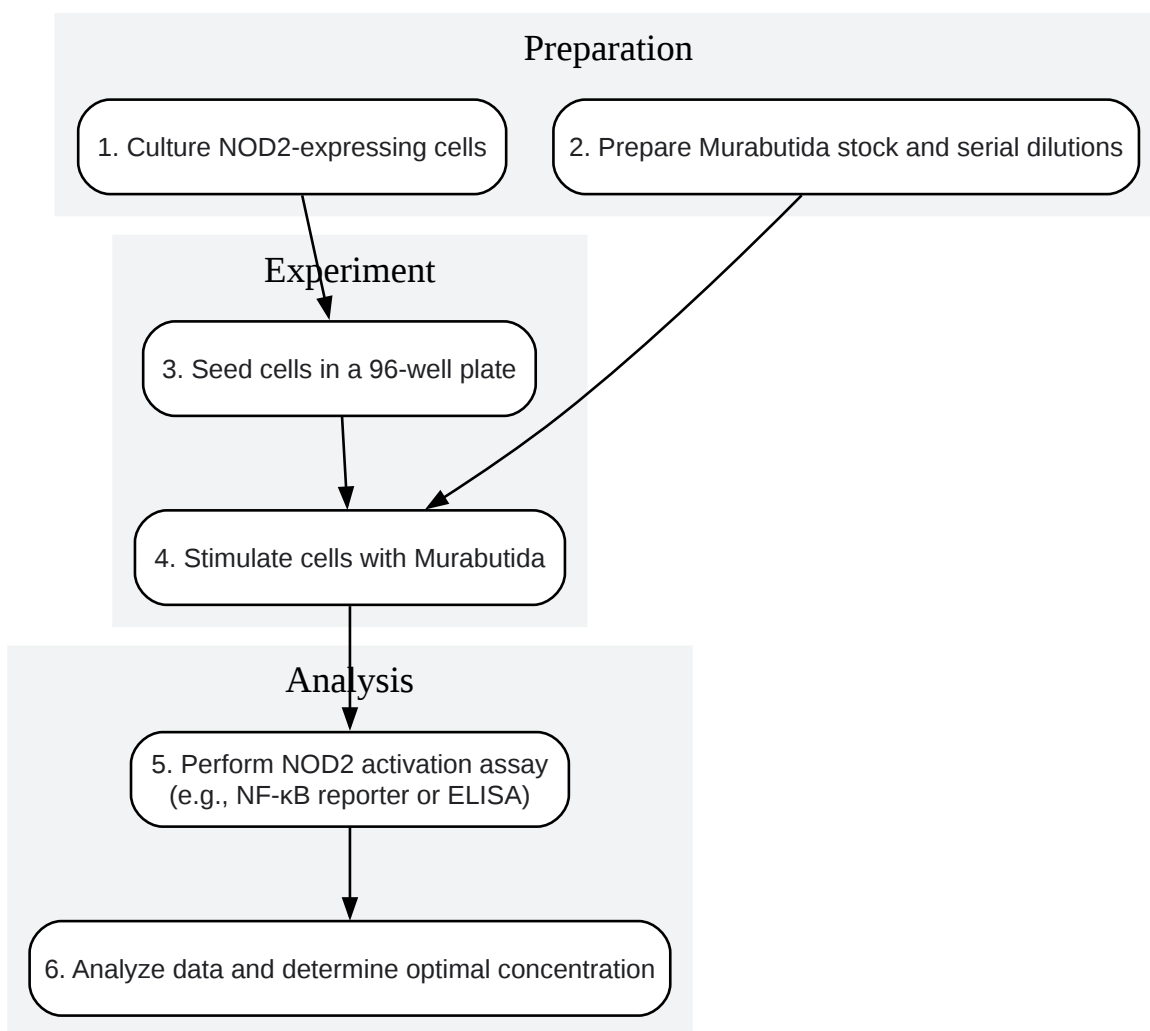 Preparation
1. Culture NOD2-expressing cells
2. Prepare Murabutida stock and serial dilutions
Experiment
3. Seed cells in a 96-well plate
4. Stimulate cells with Murabutida
Analysis
5. Perform NOD2 activation assay
(e.g., NF-κB reporter or ELISA)
6. Analyze data and determine optimal concentration